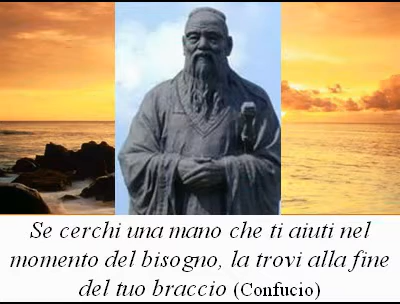 Se cerchi una mano che ti aiuti nel
momento del bisogno, la trovi alla fine
del tuo braccio (Confucio)